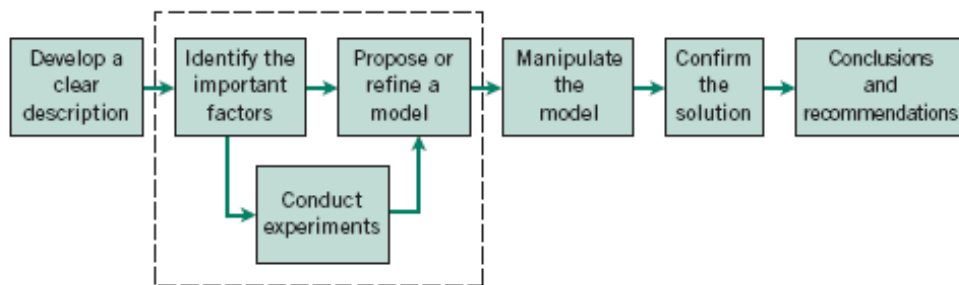 Develop a
clear
description
Identify the
important
factors
Propose or
refine a
model
Manipulate
the
model
Confirm
the
solution
Conclusions
and
recommendations
Conduct
experiments